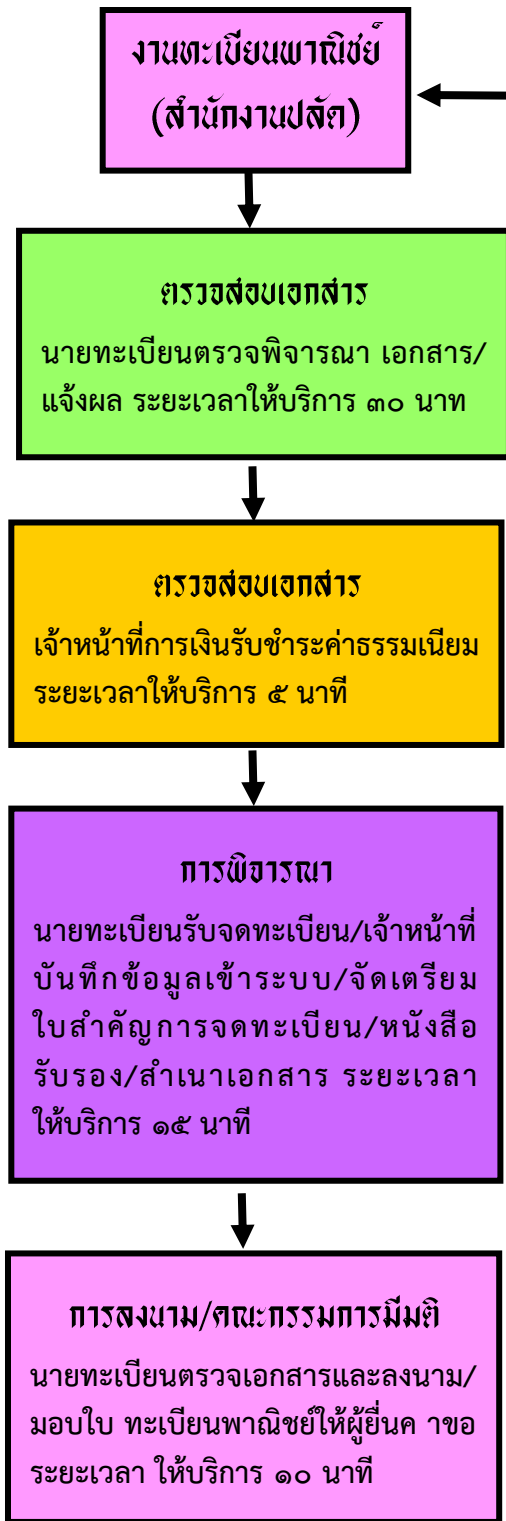 งานทะเบียนพาณิชย์
(สำนักงานปลัด)
ตรวจสอบเอกสาร
นายทะเบียนตรวจพิจารณา เอกสาร/
แจ้งผล ระยะเวลาให้บริการ ๓๐ นาท
ตรวจสอบเอกสาร
เจ้าหน้าที่การเงินรับชำระค่าธรรมเนียม
ระยะเวลาให้บริการ ๕ นาที
การพิจารณา
นายทะเบียนรับจดทะเบียน/เจ้าหน้าที่
บันทึกข้อมูลเข้าระบบ/จัดเตรียม
ใบสำคัญการจดทะเบียน/หนังสือ
รับรอง/สำเนาเอกสาร ระยะเวลา
ให้บริการ ๑๕ นาที
การลงนาม/คณะกรรมการมีมติ
นายทะเบียนตรวจเอกสารและลงนาม/
มอบใบ ทะเบียนพาณิชย์ให้ผู้ยื่นค าขอ
ระยะเวลา ให้บริการ ๑๐ นาที